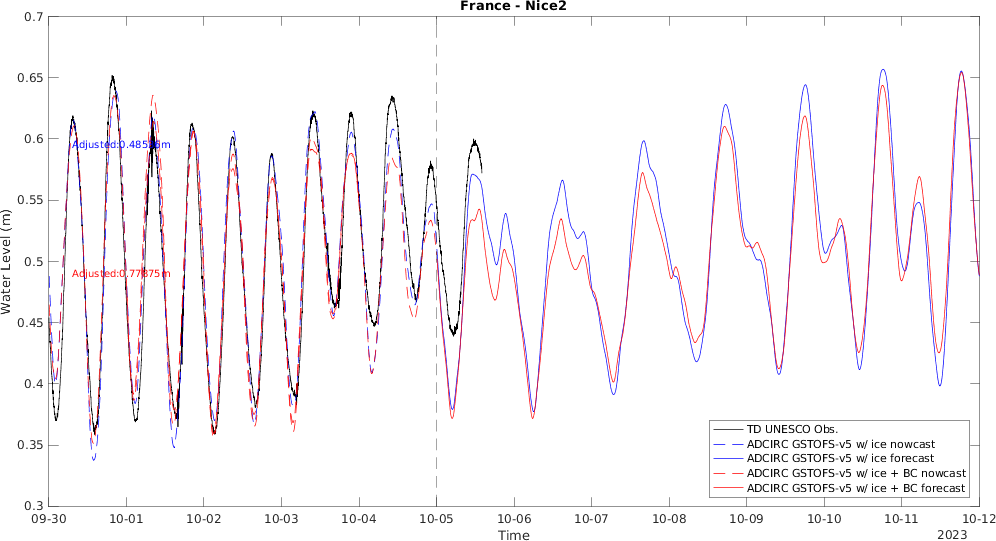 France - Nice2
0.7
0.65
0.6
0.55
0.5
0.45
0.4
0.35
0.3
Water Level (m)
Adjusted:0.77875m
TD UNESCO Obs.
ADCIRC GSTOFS-v5 w/ ice nowcast
ADCIRC GSTOFS-v5 w/ ice forecast
ADCIRC GSTOFS-v5 w/ ice + BC nowcast
ADCIRC GSTOFS-v5 w/ ice + BC forecast
09-30 10-01 10-02 10-03 10-04 10-05 10-06 10-07 10-08 10-09 10-10 10-11 10-12
Time
2023